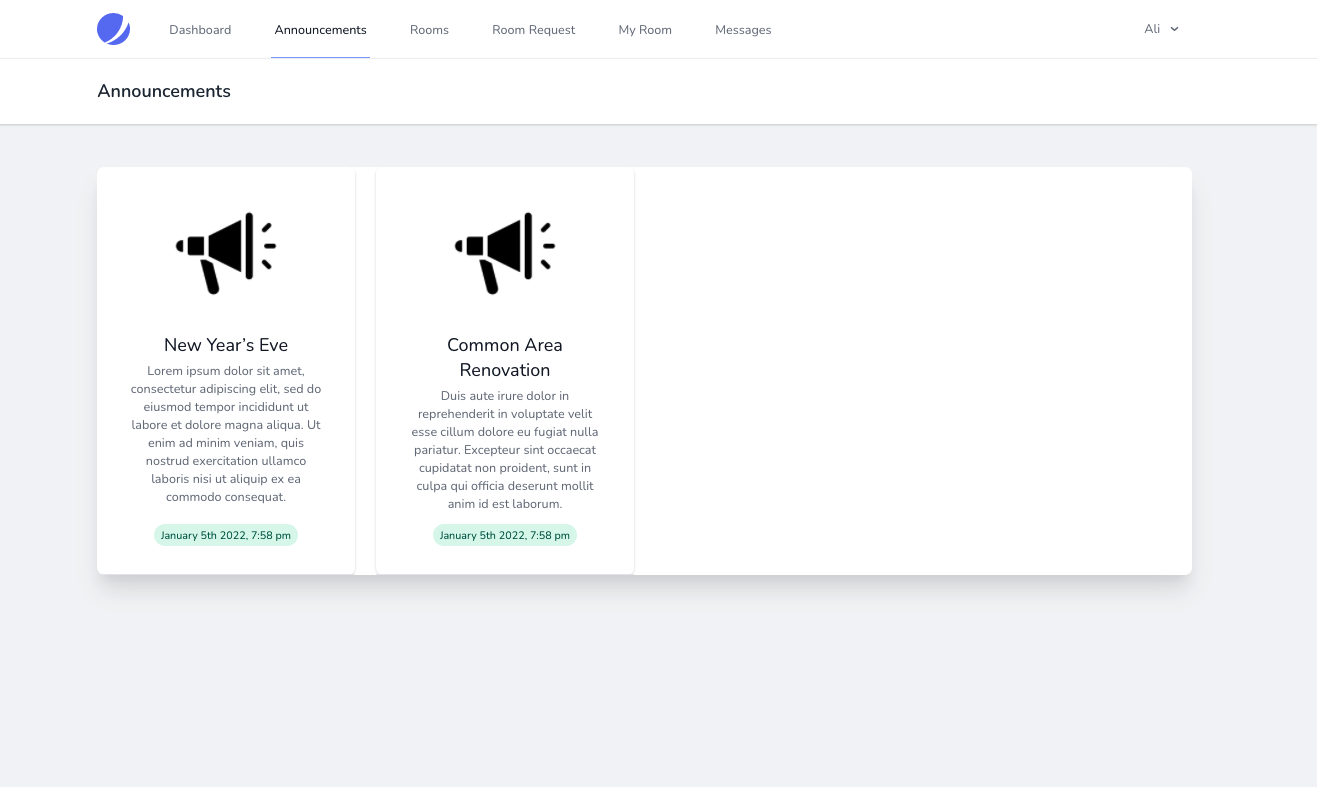 Dashboard
Announcements
Rooms
Room Request
My Room
Messages
Ali
Announcements
New Year’s Eve
Lorem ipsum dolor sit amet,
consectetur adipiscing elit, sed do
eiusmod tempor incididunt ut
labore et dolore magna aliqua. Ut
enim ad minim veniam, quis
nostrud exercitation ullamco
laboris nisi ut aliquip ex ea
commodo consequat.
January 5th 2022, 7:58 pm
Common Area
Renovation
Duis aute irure dolor in
reprehenderit in voluptate velit
esse cillum dolore eu fugiat nulla
pariatur. Excepteur sint occaecat
cupidatat non proident, sunt in
culpa qui officia deserunt mollit
anim id est laborum.
January 5th 2022, 7:58 pm